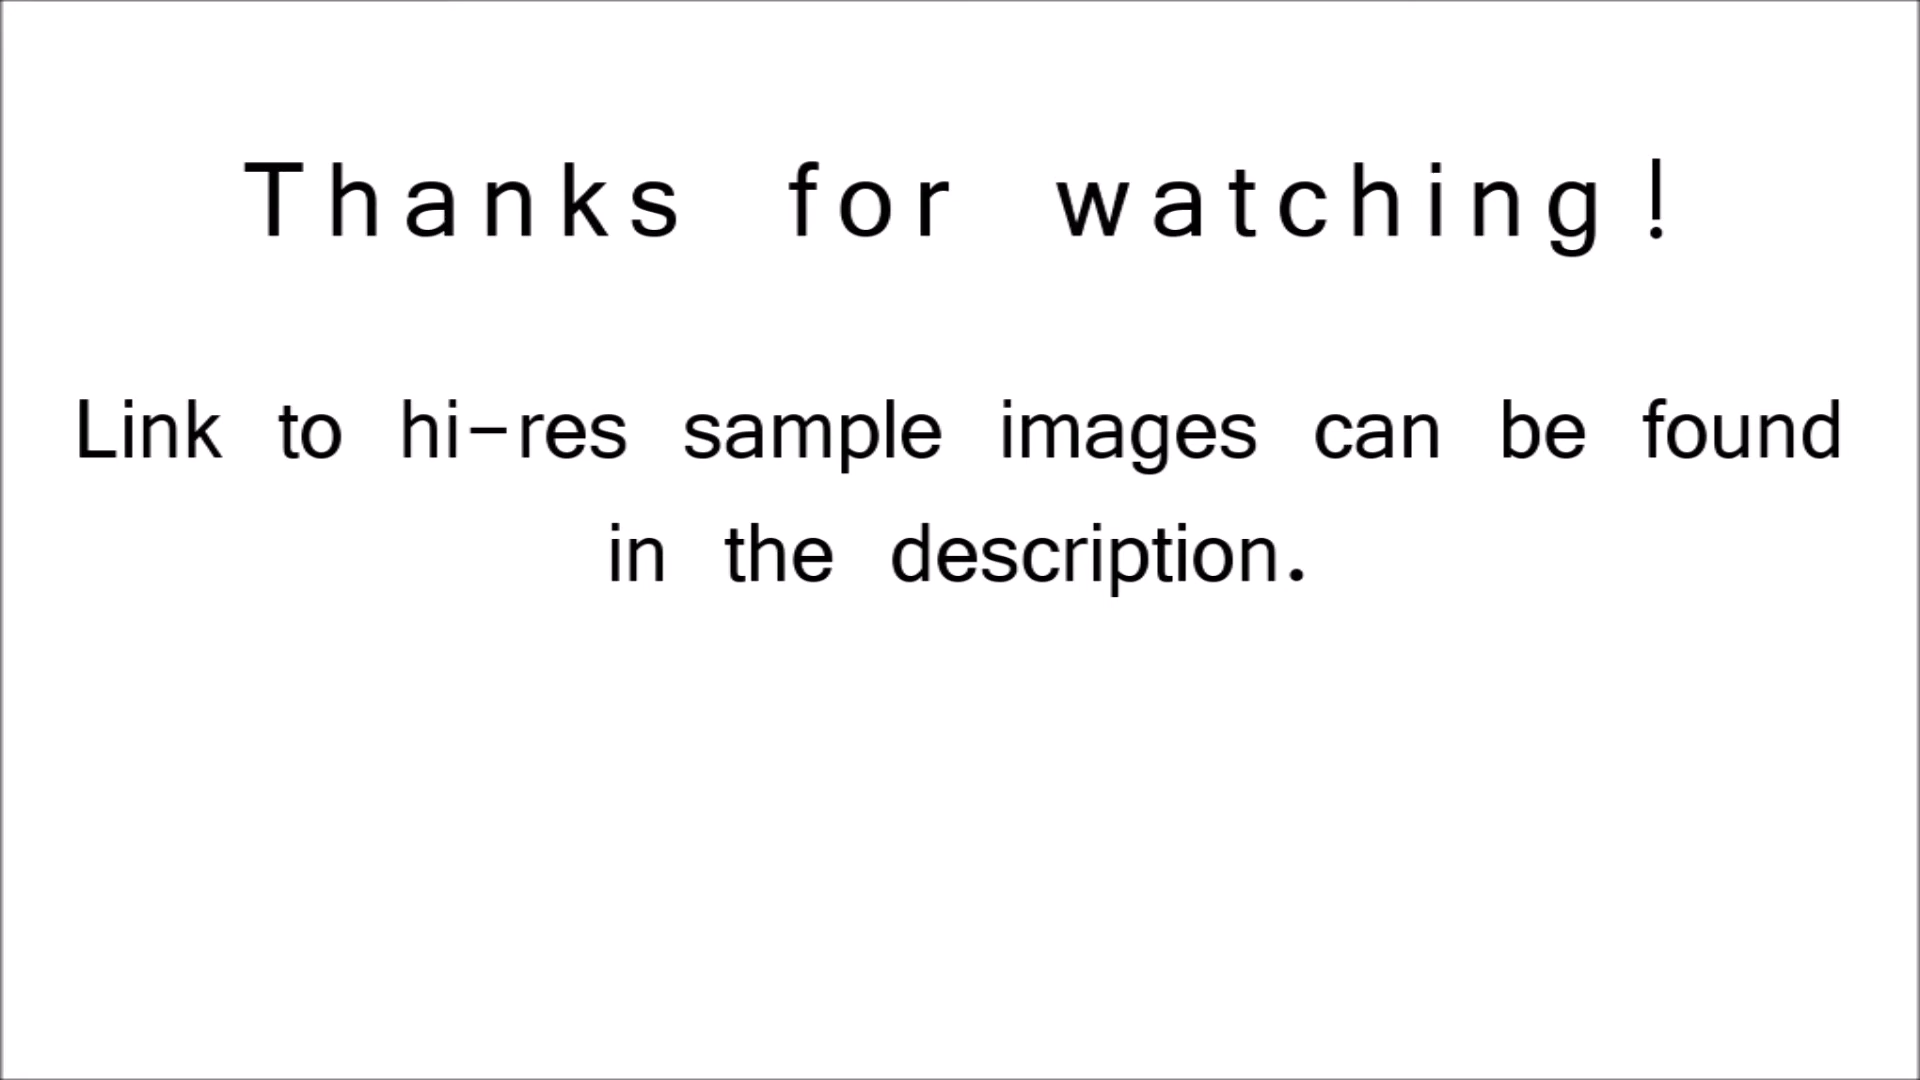 Thanks for watching!
Link to hi-res sample images can be found
in the description.